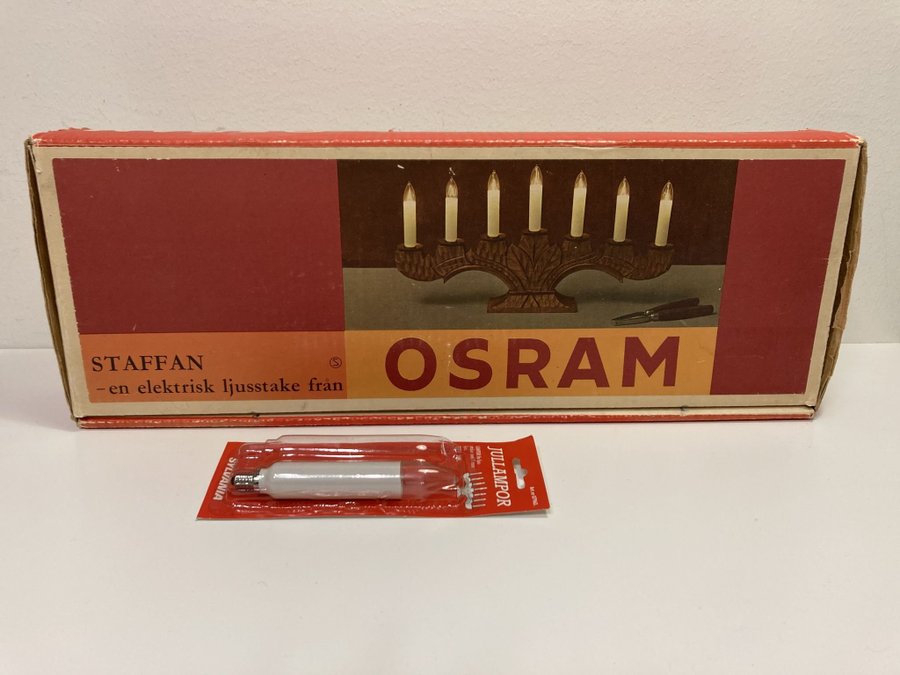 STAFFAN
Ⓢ
– en elektrisk ljusstake från
OSRAM
JULLAMPOR
SYLVANIA